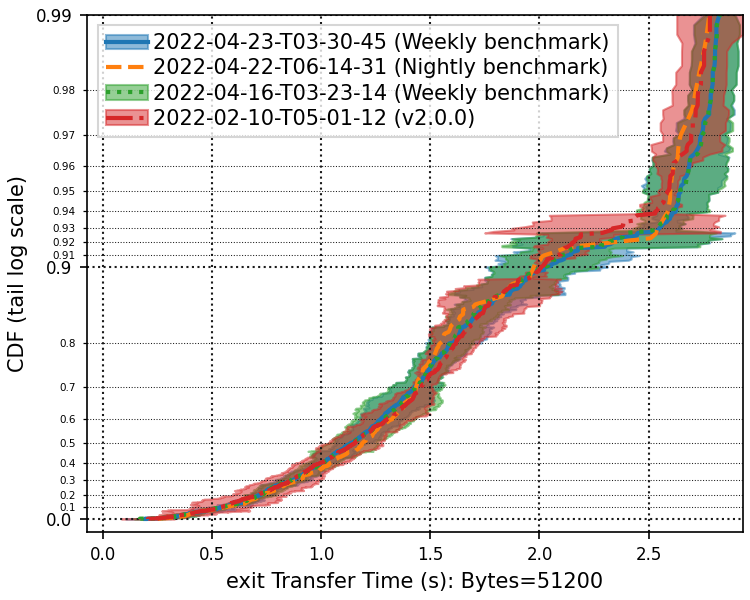 0.99
2022-04-23-T03-30-45 (Weekly benchmark)
2022-04-22-T06-14-31 (Nightly benchmark)
2022-04-16-T03-23-14 (Weekly benchmark)
2022-02-10-T05-01-12 (v2.0.0)
0.98
0.97
0.96
0.95
0.94
0.93
0.92
0.91
0.9
0.8
0.7
0.6
0.5
0.4
0.3
0.2
0.1
0.0
CDF (tail log scale)
0.0 0.5 1.0 1.5 2.0 2.5
exit Transfer Time (s): Bytes=51200